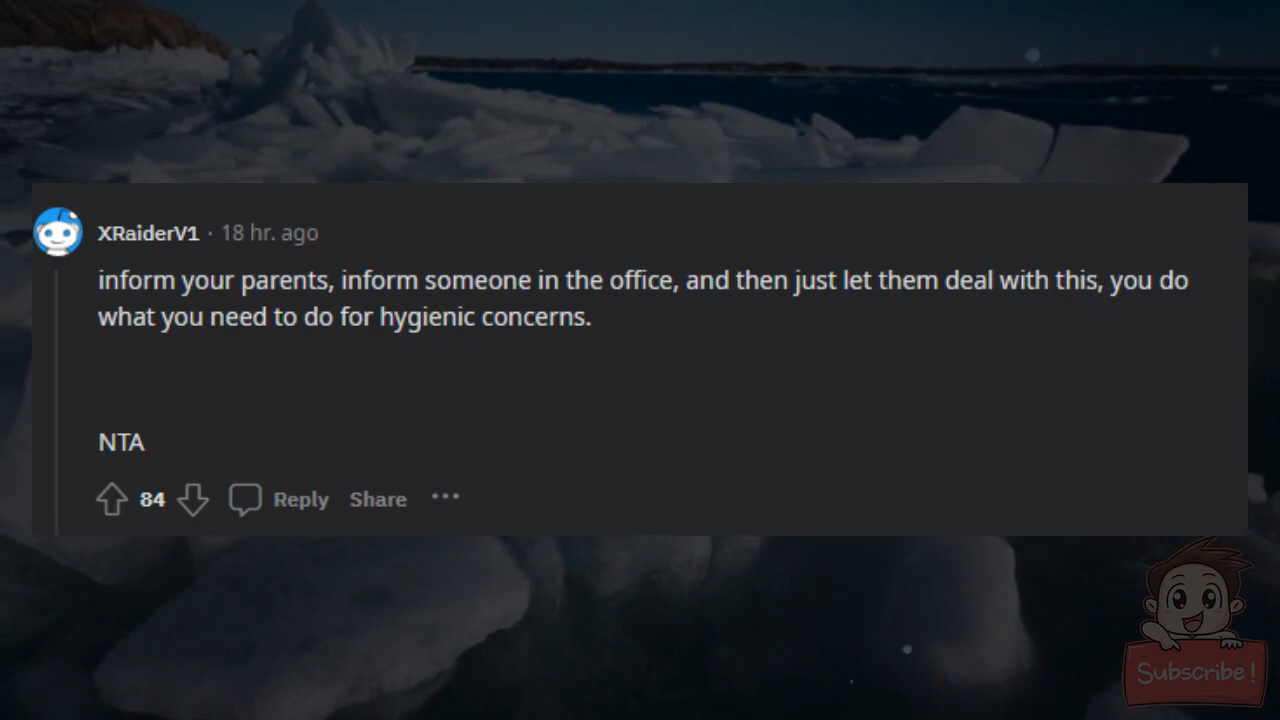 XRaiderV1 · 18 hr. ago
inform your parents, inform someone in the office, and then just let them deal with this, you do
what you need to do for hygienic concerns.
NTA
84 Reply Share ···
Subscribe!